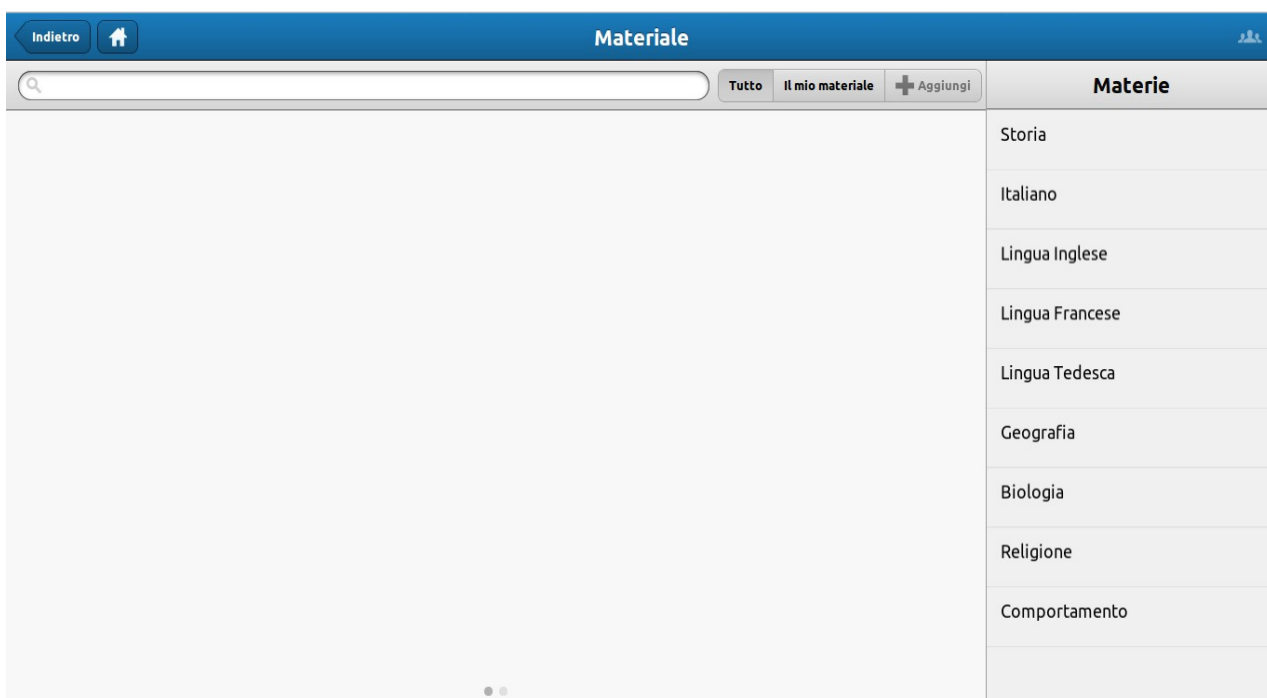 Indietro
Materiale
Tutto
Il mio materiale
Aggiungi
Materie
Storia
Italiano
Lingua Inglese
Lingua Francese
Lingua Tedesca
Geografia
Biologia
Religione
Comportamento